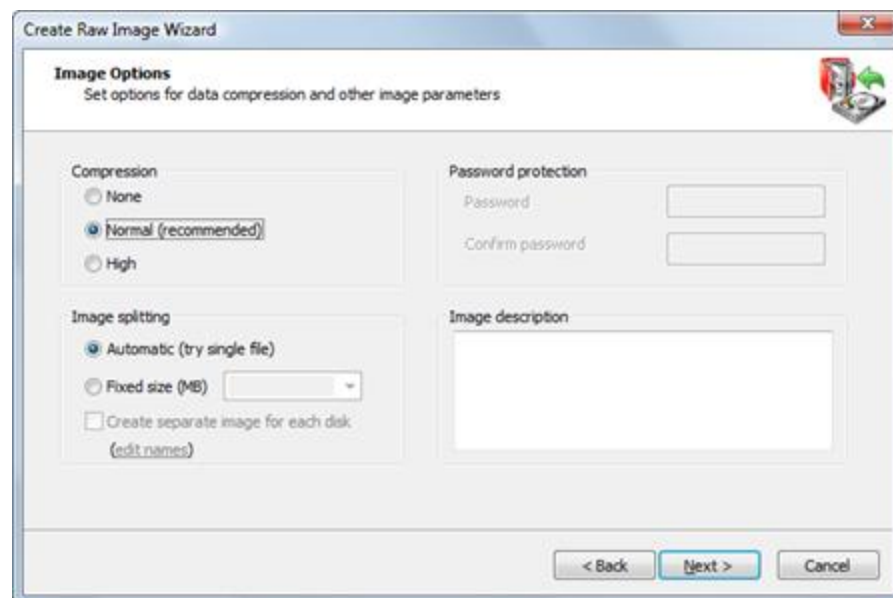 Create Raw Image Wizard
Image Options
Set options for data compression and other image parameters
Compression
None
Normal (recommended)
High
Password protection
Password
Confirm password
Image splitting
Automatic (try single file)
Fixed size (MB)
Create separate image for each disk
(edit names)
Image description
< Back
Next >
Cancel